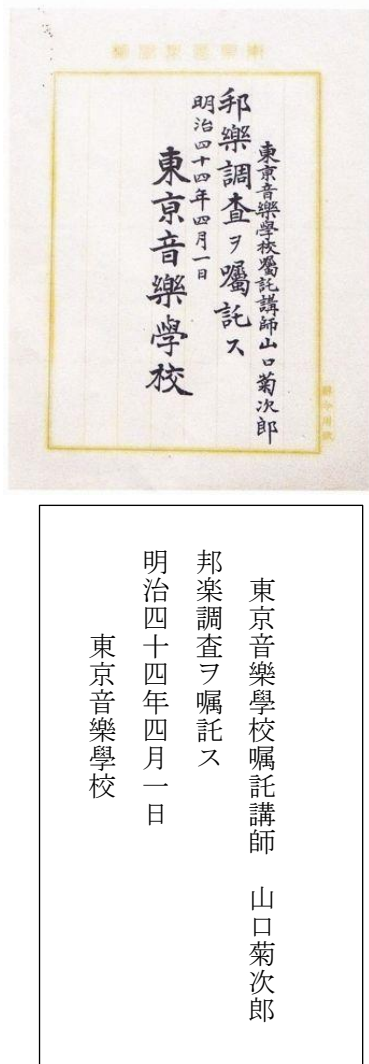 東京音樂學校囑託講師山口菊次郎
邦樂調査ヲ囑託ス
明治四十四年四月一日
東京音樂學校
東京音樂學校嘱託講師　山口菊次郎
邦楽調査ヲ嘱託ス
明治四十四年四月一日
東京音樂學校